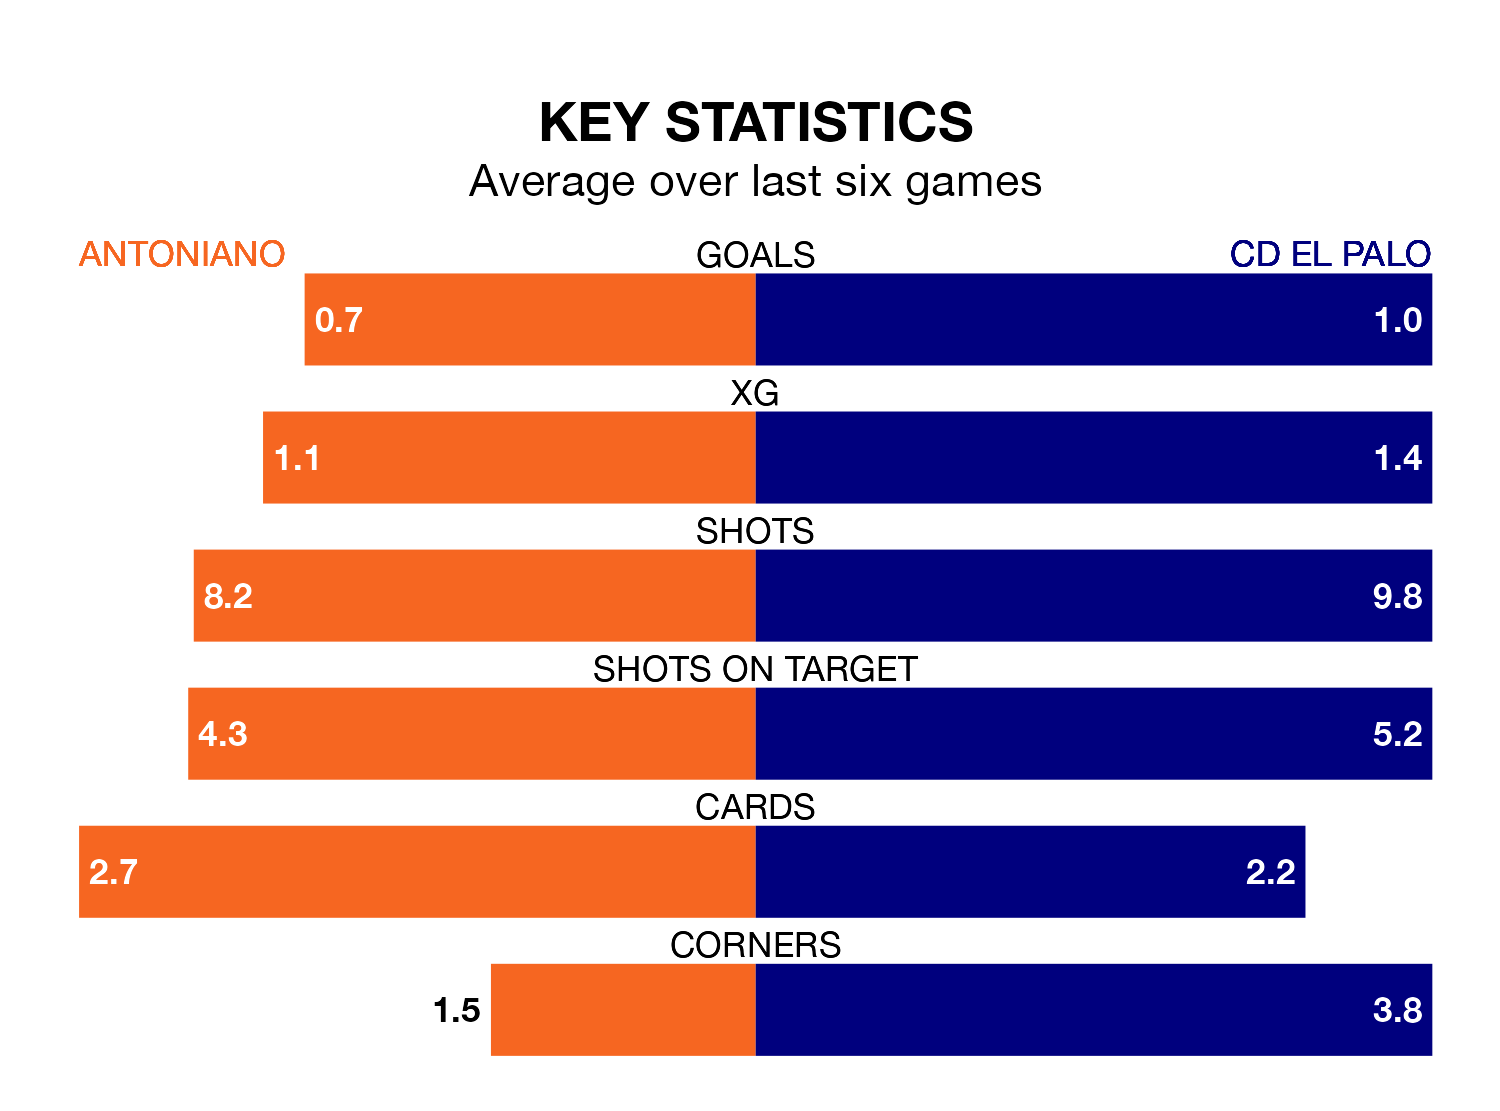 KEY STATISTICS
Average over last six games
ANTONIANO GOALS CD EL PALO
0.7 1.0
XG
1.1 1.4
SHOTS
8.2 9.8
SHOTS ON TARGET
4.3 5.2
CARDS
2.7 2.2
CORNERS
1.5 3.8